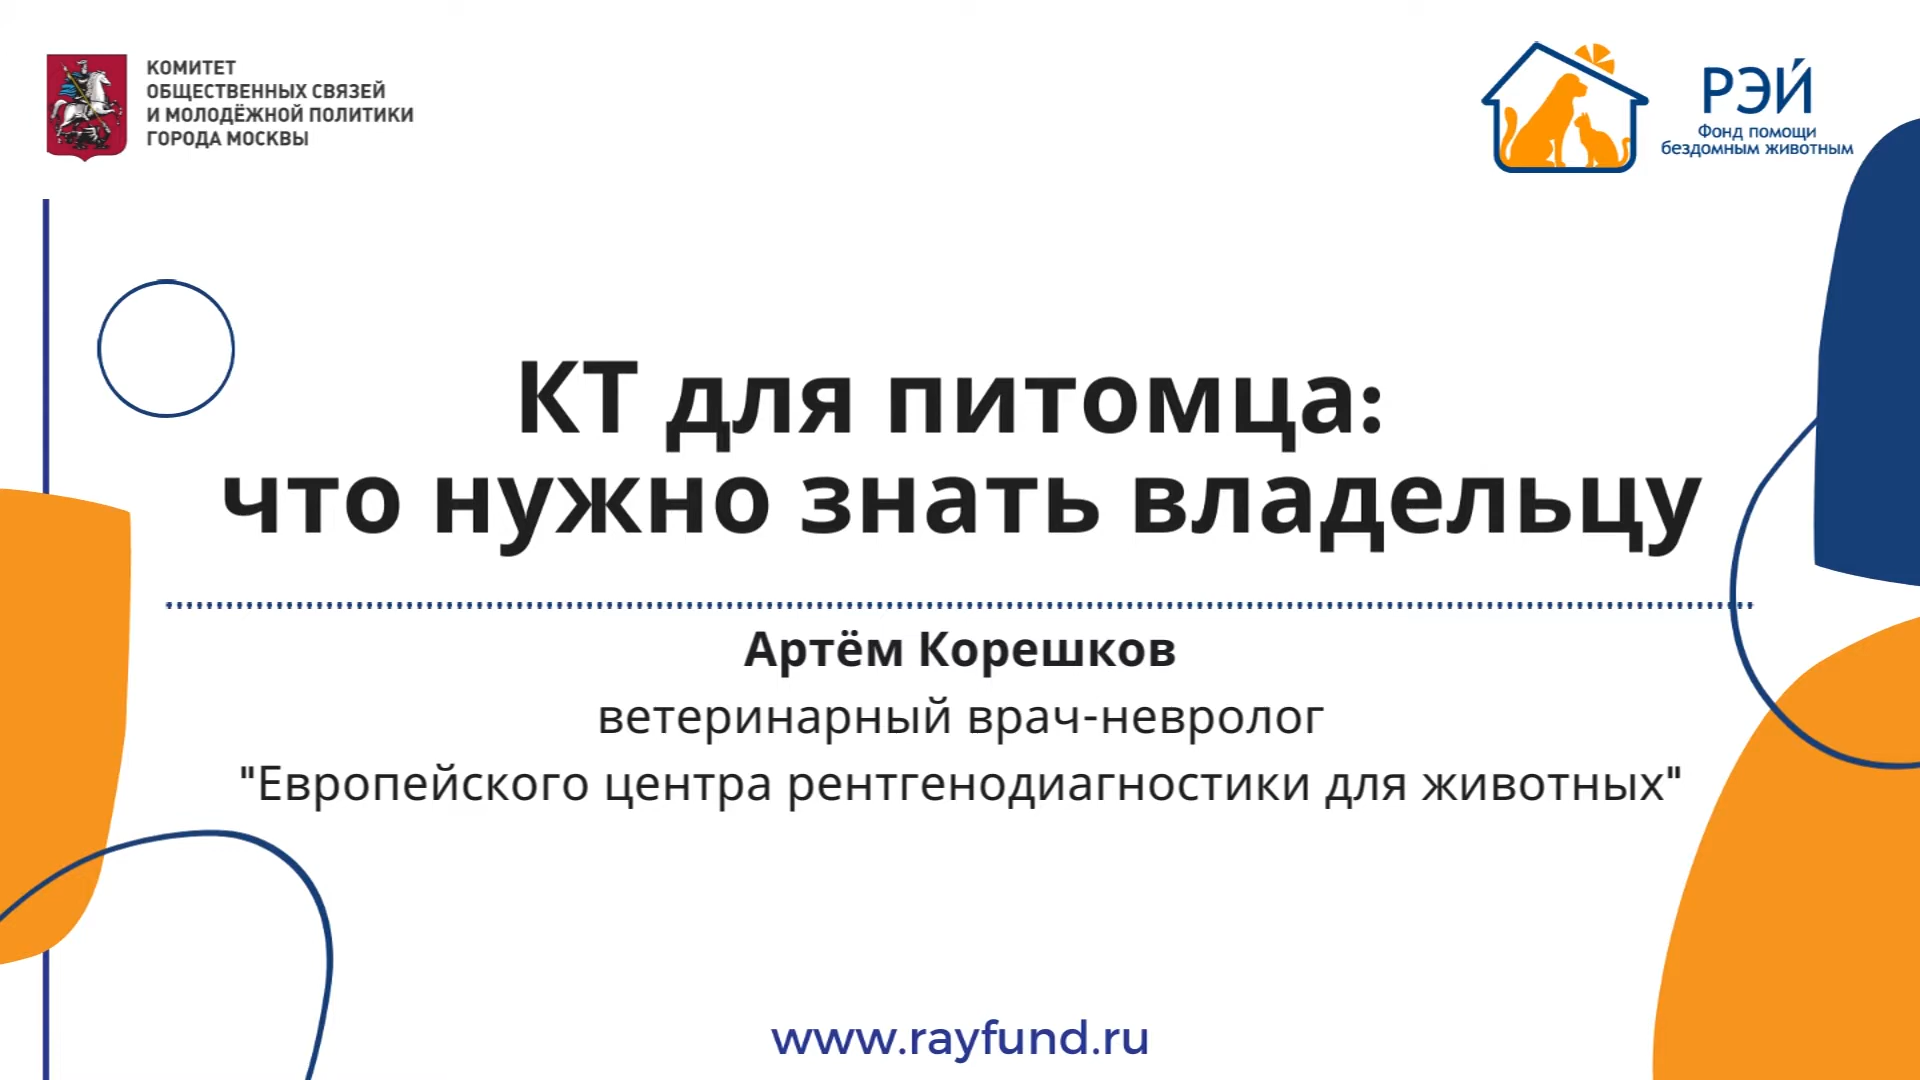 КОМИТЕТ
ОБЩЕСТВЕННЫХ СВЯЗЕЙ
И МОЛОДЁЖНОЙ ПОЛИТИКИ
ГОРОДА МОСКВЫ
РЭЙ
Фонд помощи
бездомным животным
КТ для питомца:
что нужно знать владельцу
Артём Корешков
ветеринарный врач-невролог
"Европейского центра рентгенодиагностики для животных"
www.rayfund.ru